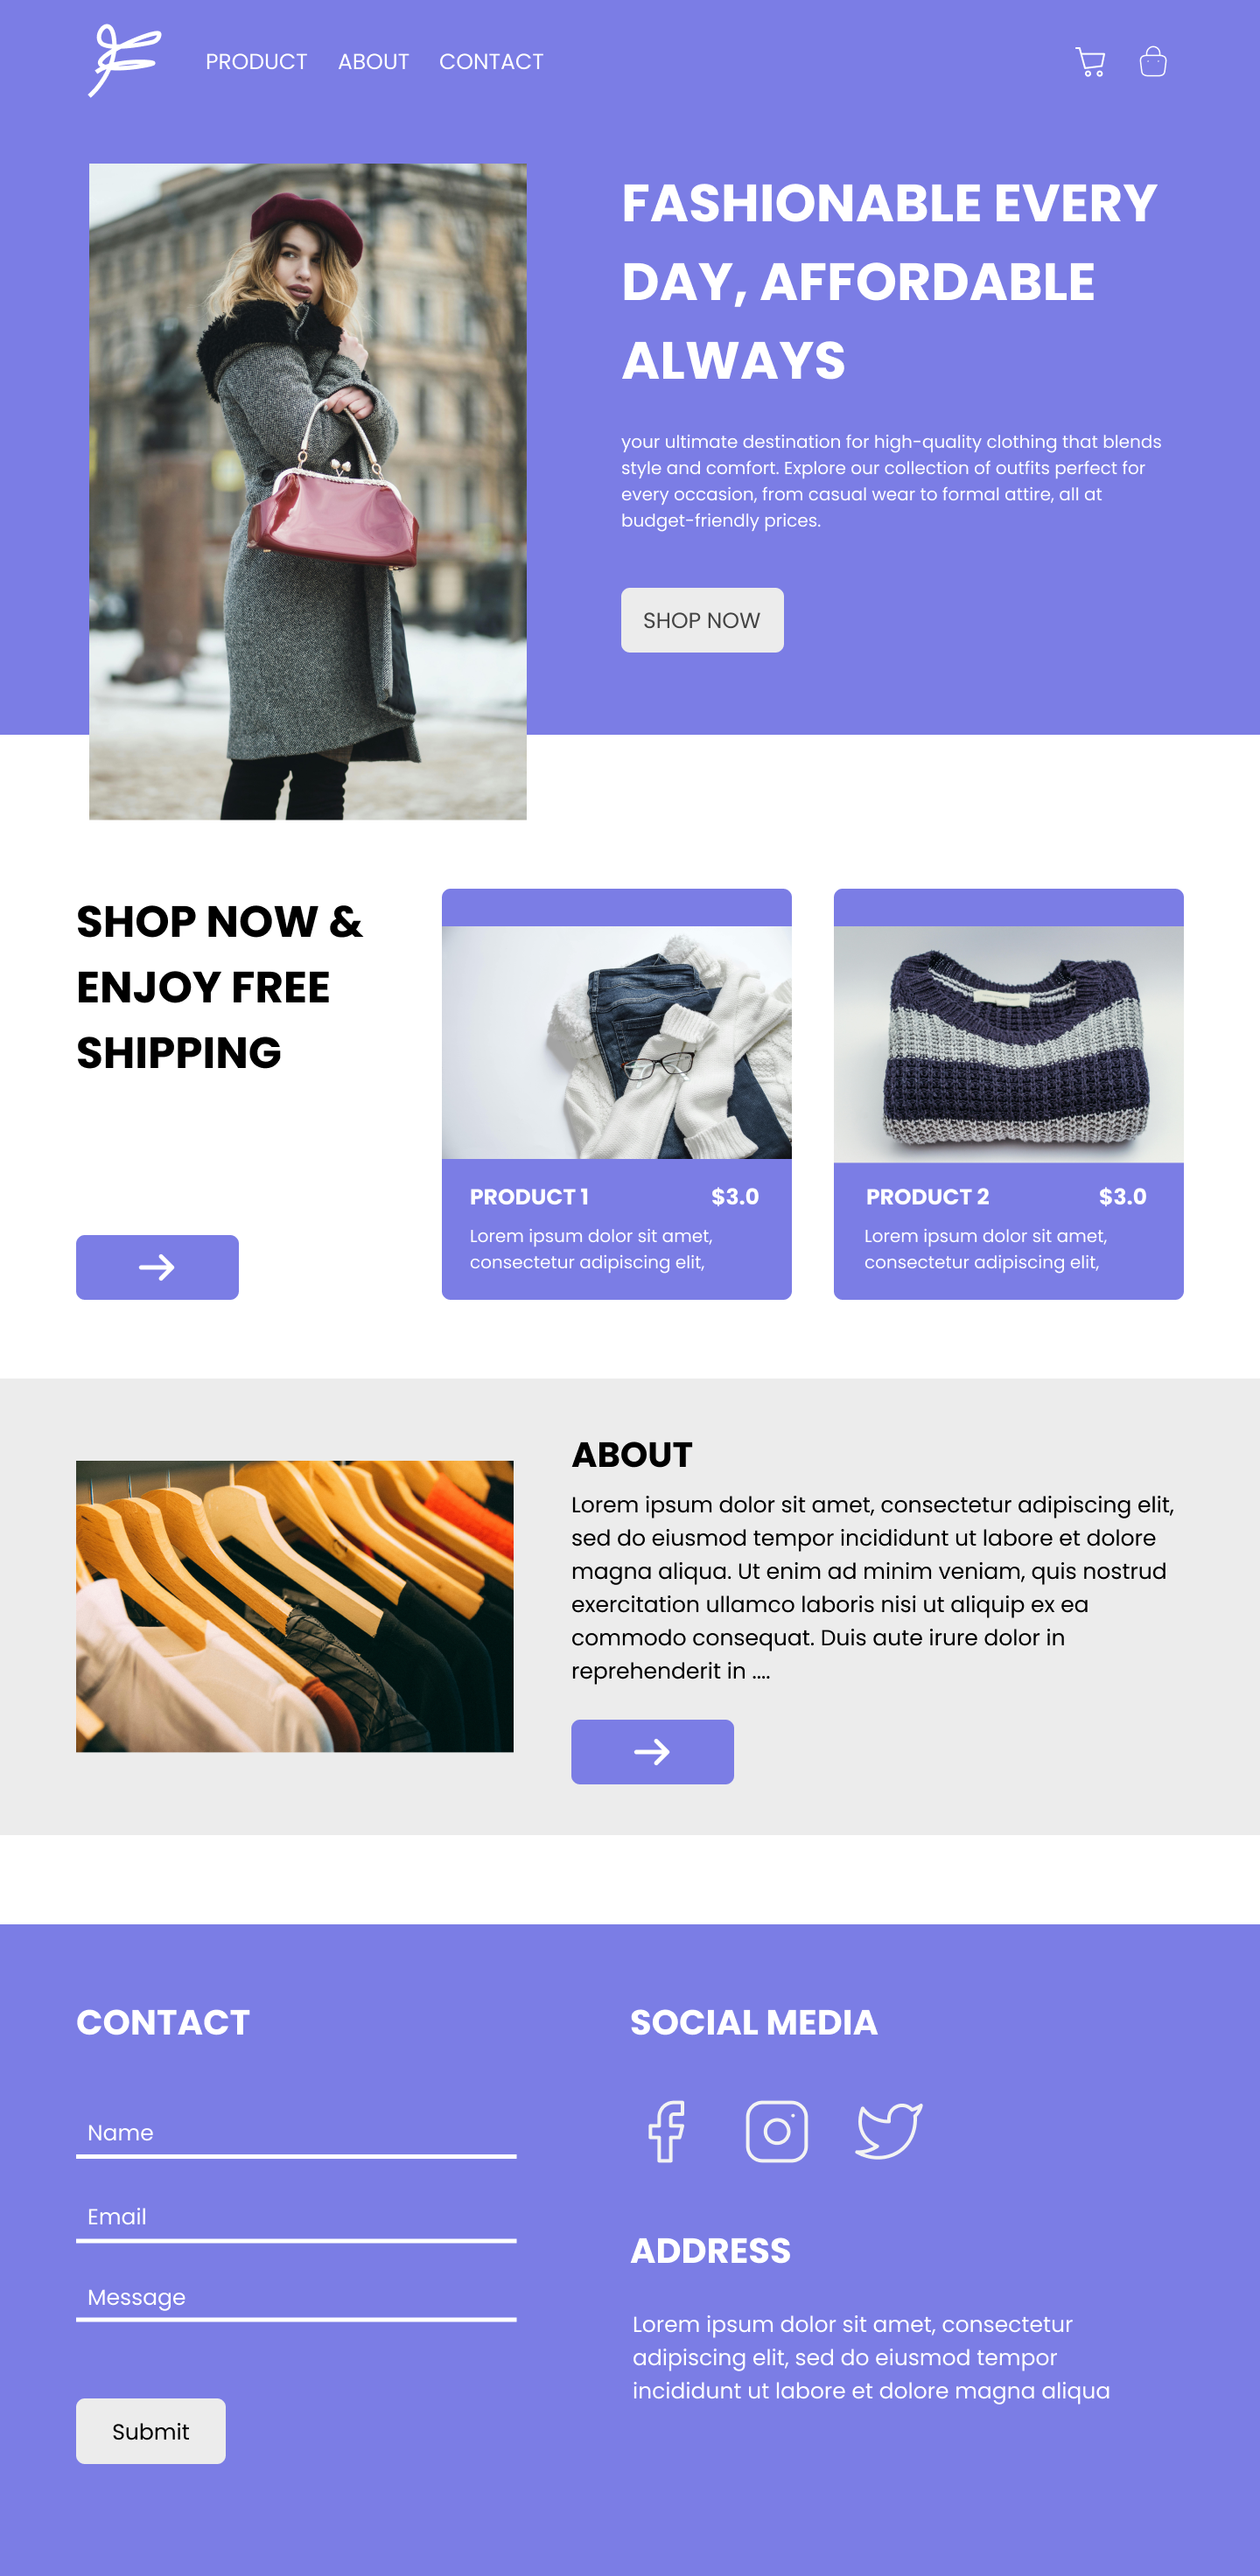 PRODUCT ABOUT CONTACT
FASHIONABLE EVERY
DAY, AFFORDABLE
ALWAYS
your ultimate destination for high-quality clothing that blends
style and comfort. Explore our collection of outfits perfect for
every occasion, from casual wear to formal attire, all at
budget-friendly prices.
SHOP NOW
SHOP NOW &
ENJOY FREE
SHIPPING
PRODUCT 1 $3.0
Lorem ipsum dolor sit amet,
consectetur adipiscing elit,
PRODUCT 2 $3.0
Lorem ipsum dolor sit amet,
consectetur adipiscing elit,
ABOUT
Lorem ipsum dolor sit amet, consectetur adipiscing elit,
sed do eiusmod tempor incididunt ut labore et dolore
magna aliqua. Ut enim ad minim veniam, quis nostrud
exercitation ullamco laboris nisi ut aliquip ex ea
commodo consequat. Duis aute irure dolor in
reprehenderit in ....
CONTACT
Name
Email
Message
Submit
SOCIAL MEDIA
ADDRESS
Lorem ipsum dolor sit amet, consectetur
adipiscing elit, sed do eiusmod tempor
incididunt ut labore et dolore magna aliqua